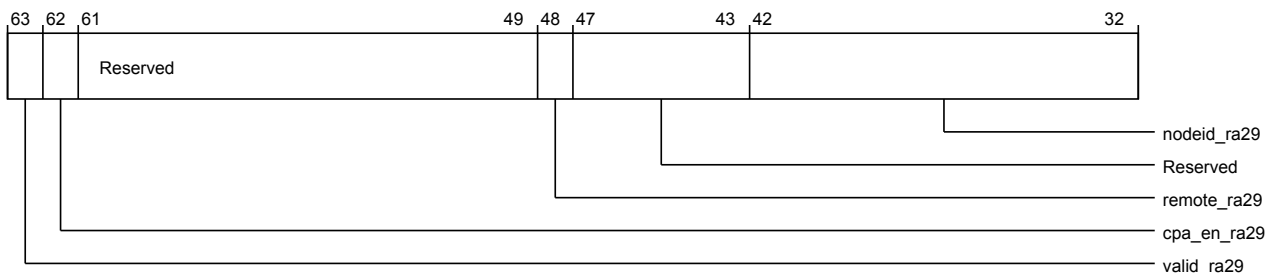 63 62 61 49 48 47 43 42 32
Reserved
nodeid_ra29
Reserved
remote_ra29
cpa_en_ra29
valid_ra29